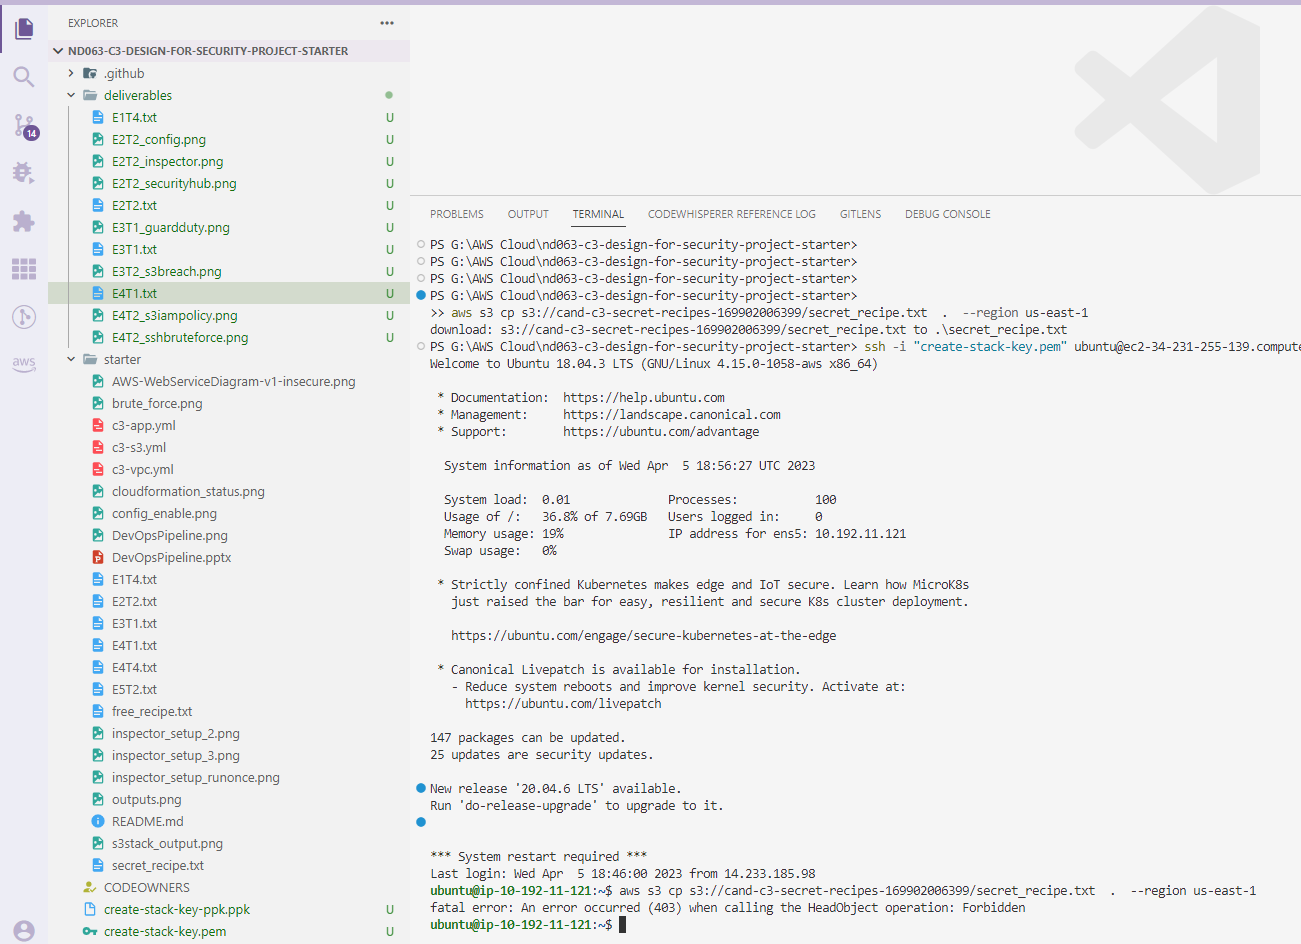 EXPLORER
ND063-C3-DESIGN-FOR-SECURITY-PROJECT-STARTER
.github
deliverables
E1T4.txt U
E2T2_config.png U
E2T2_inspector.png U
E2T2_securityhub.png U
E2T2.txt U
E3T1_guardduty.png U
E3T1.txt U
E3T2_s3breach.png U
E4T1.txt U
E4T2_s3iampolicy.png U
E4T2_sshbruteforce.png U
starter
AWS-WebServiceDiagram-v1-insecure.png
brute_force.png
c3-app.yml
c3-s3.yml
c3-vpc.yml
cloudformation_status.png
config_enable.png
DevOpsPipeline.png
DevOpsPipeline.pptx
E1T4.txt
E2T2.txt
E3T1.txt
E4T1.txt
E4T4.txt
E5T2.txt
free_recipe.txt
inspector_setup_2.png
inspector_setup_3.png
inspector_setup_runonce.png
outputs.png
README.md
s3stack_output.png
secret_recipe.txt
CODEOWNERS
create-stack-key-ppk.ppk U
create-stack-key.pem U
14
aws
PROBLEMS OUTPUT TERMINAL CODEWHISPERER REFERENCE LOG GITLENS DEBUG CONSOLE
PS G:\AWS Cloud\nd063-c3-design-for-security-project-starter>
PS G:\AWS Cloud\nd063-c3-design-for-security-project-starter>
PS G:\AWS Cloud\nd063-c3-design-for-security-project-starter>
PS G:\AWS Cloud\nd063-c3-design-for-security-project-starter>
>> aws s3 cp s3://cand-c3-secret-recipes-169902006399/secret_recipe.txt . --region us-east-1
download: s3://cand-c3-secret-recipes-169902006399/secret_recipe.txt to .\secret_recipe.txt
PS G:\AWS Cloud\nd063-c3-design-for-security-project-starter> ssh -i "create-stack-key.pem" ubuntu@ec2-34-231-255-139.compute
Welcome to Ubuntu 18.04.3 LTS (GNU/Linux 4.15.0-1058-aws x86_64)
* Documentation: https://help.ubuntu.com
* Management: https://landscape.canonical.com
* Support: https://ubuntu.com/advantage
System information as of Wed Apr 5 18:56:27 UTC 2023
System load: 0.01 Processes: 100
Usage of /: 36.8% of 7.69GB Users logged in: 0
Memory usage: 19% IP address for ens5: 10.192.11.121
Swap usage: 0%
* Strictly confined Kubernetes makes edge and IoT secure. Learn how MicroK8s
just raised the bar for easy, resilient and secure K8s cluster deployment.
https://ubuntu.com/engage/secure-kubernetes-at-the-edge
* Canonical Livepatch is available for installation.
- Reduce system reboots and improve kernel security. Activate at:
https://ubuntu.com/livepatch
147 packages can be updated.
25 updates are security updates.
New release '20.04.6 LTS' available.
Run 'do-release-upgrade' to upgrade to it.
*** System restart required ***
Last login: Wed Apr 5 18:46:00 2023 from 14.233.185.98
ubuntu@ip-10-192-11-121:~$ aws s3 cp s3://cand-c3-secret-recipes-169902006399/secret_recipe.txt . --region us-east-1
fatal error: An error occurred (403) when calling the HeadObject operation: Forbidden
ubuntu@ip-10-192-11-121:~$